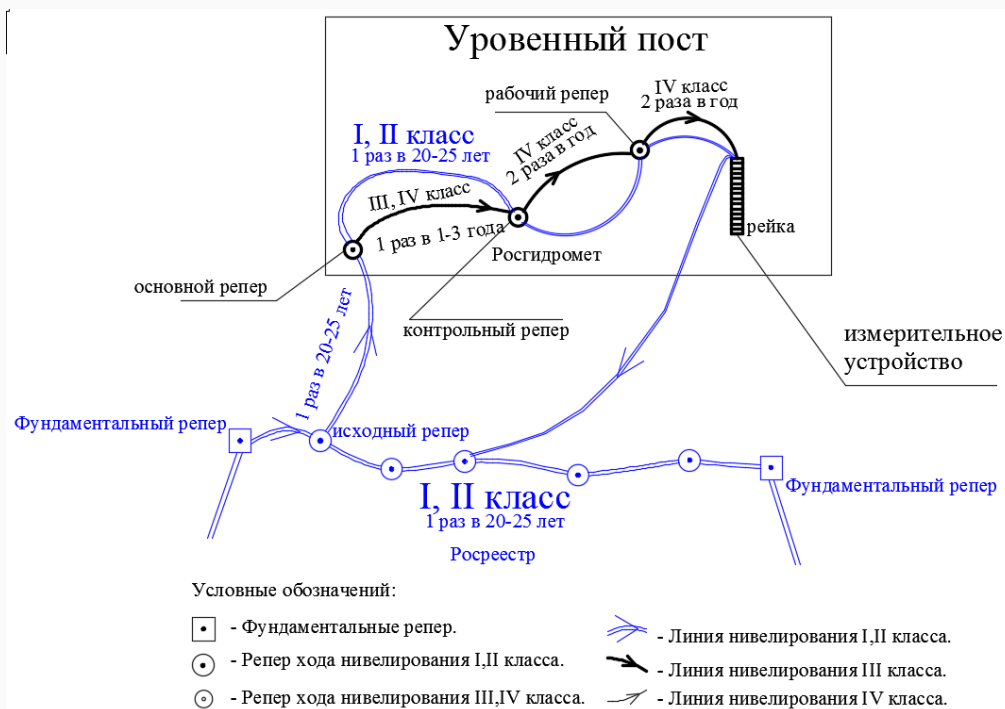 Уровенный пост
рабочий репер
IV класс
2 раза в год
I, II класс
1 раз в 20-25 лет
IV класс
2 раза в год
III, IV класс
1 раз в 1-3 года
Росгидромет
рейка
основной репер
контрольный репер
измерительное
устройство
1 раз в 20-25 лет
Фундаментальный репер
исходный репер
I, II класс
1 раз в 20-25 лет
Фундаментальный репер
Росреестр
Условные обозначений:
- Фундаментальные репер.
- Репер хода нивелирования I,II класса.
- Репер хода нивелирования III,IV класса.
- Линия нивелирования I,II класса.
- Линия нивелирования III класса.
- Линия нивелирования IV класса.